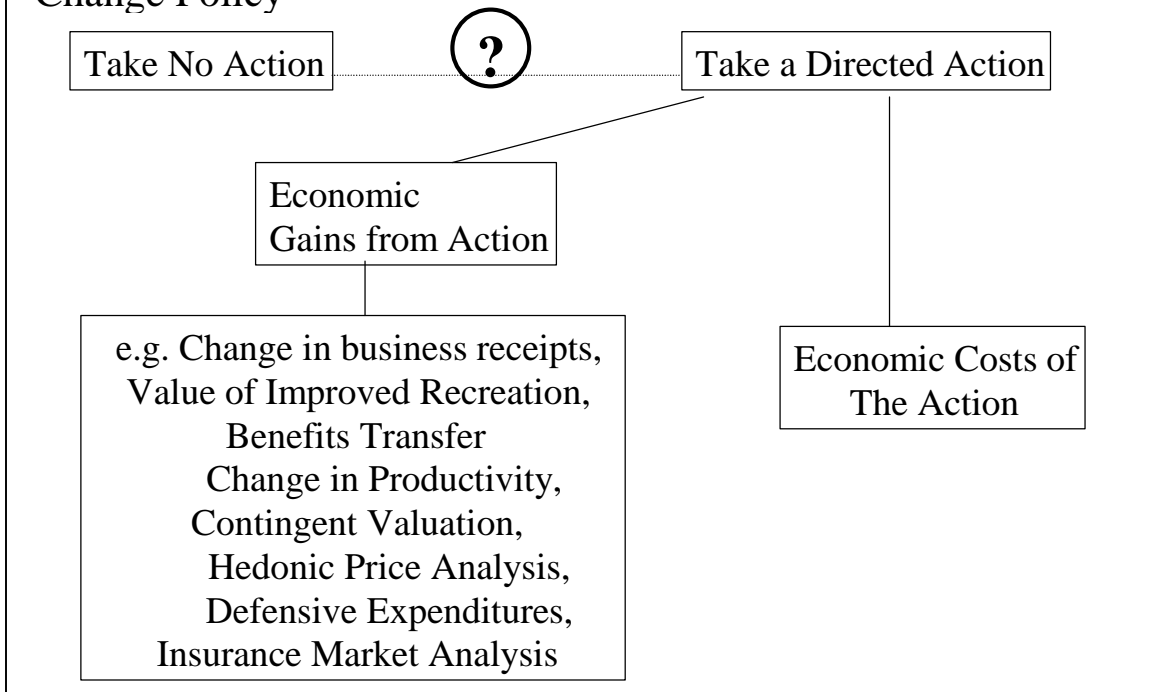 Change Policy
Take No Action
?
Take a Directed Action
Economic
Gains from Action
e.g. Change in business receipts,
Value of Improved Recreation,
Benefits Transfer
Change in Productivity,
Contingent Valuation,
Hedonic Price Analysis,
Defensive Expenditures,
Insurance Market Analysis
Economic Costs of
The Action